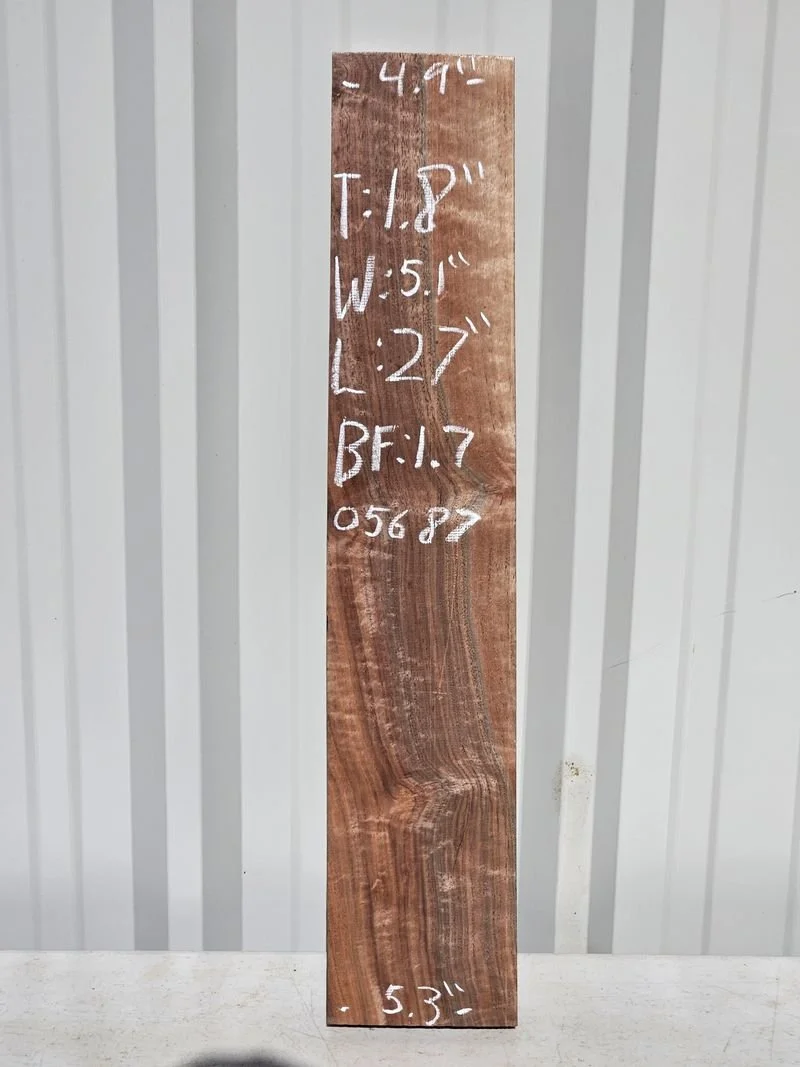 - 4.9"-
T:1.8"
W:5.1"
L:27"
BF:1.7
05687
- 5.3"-